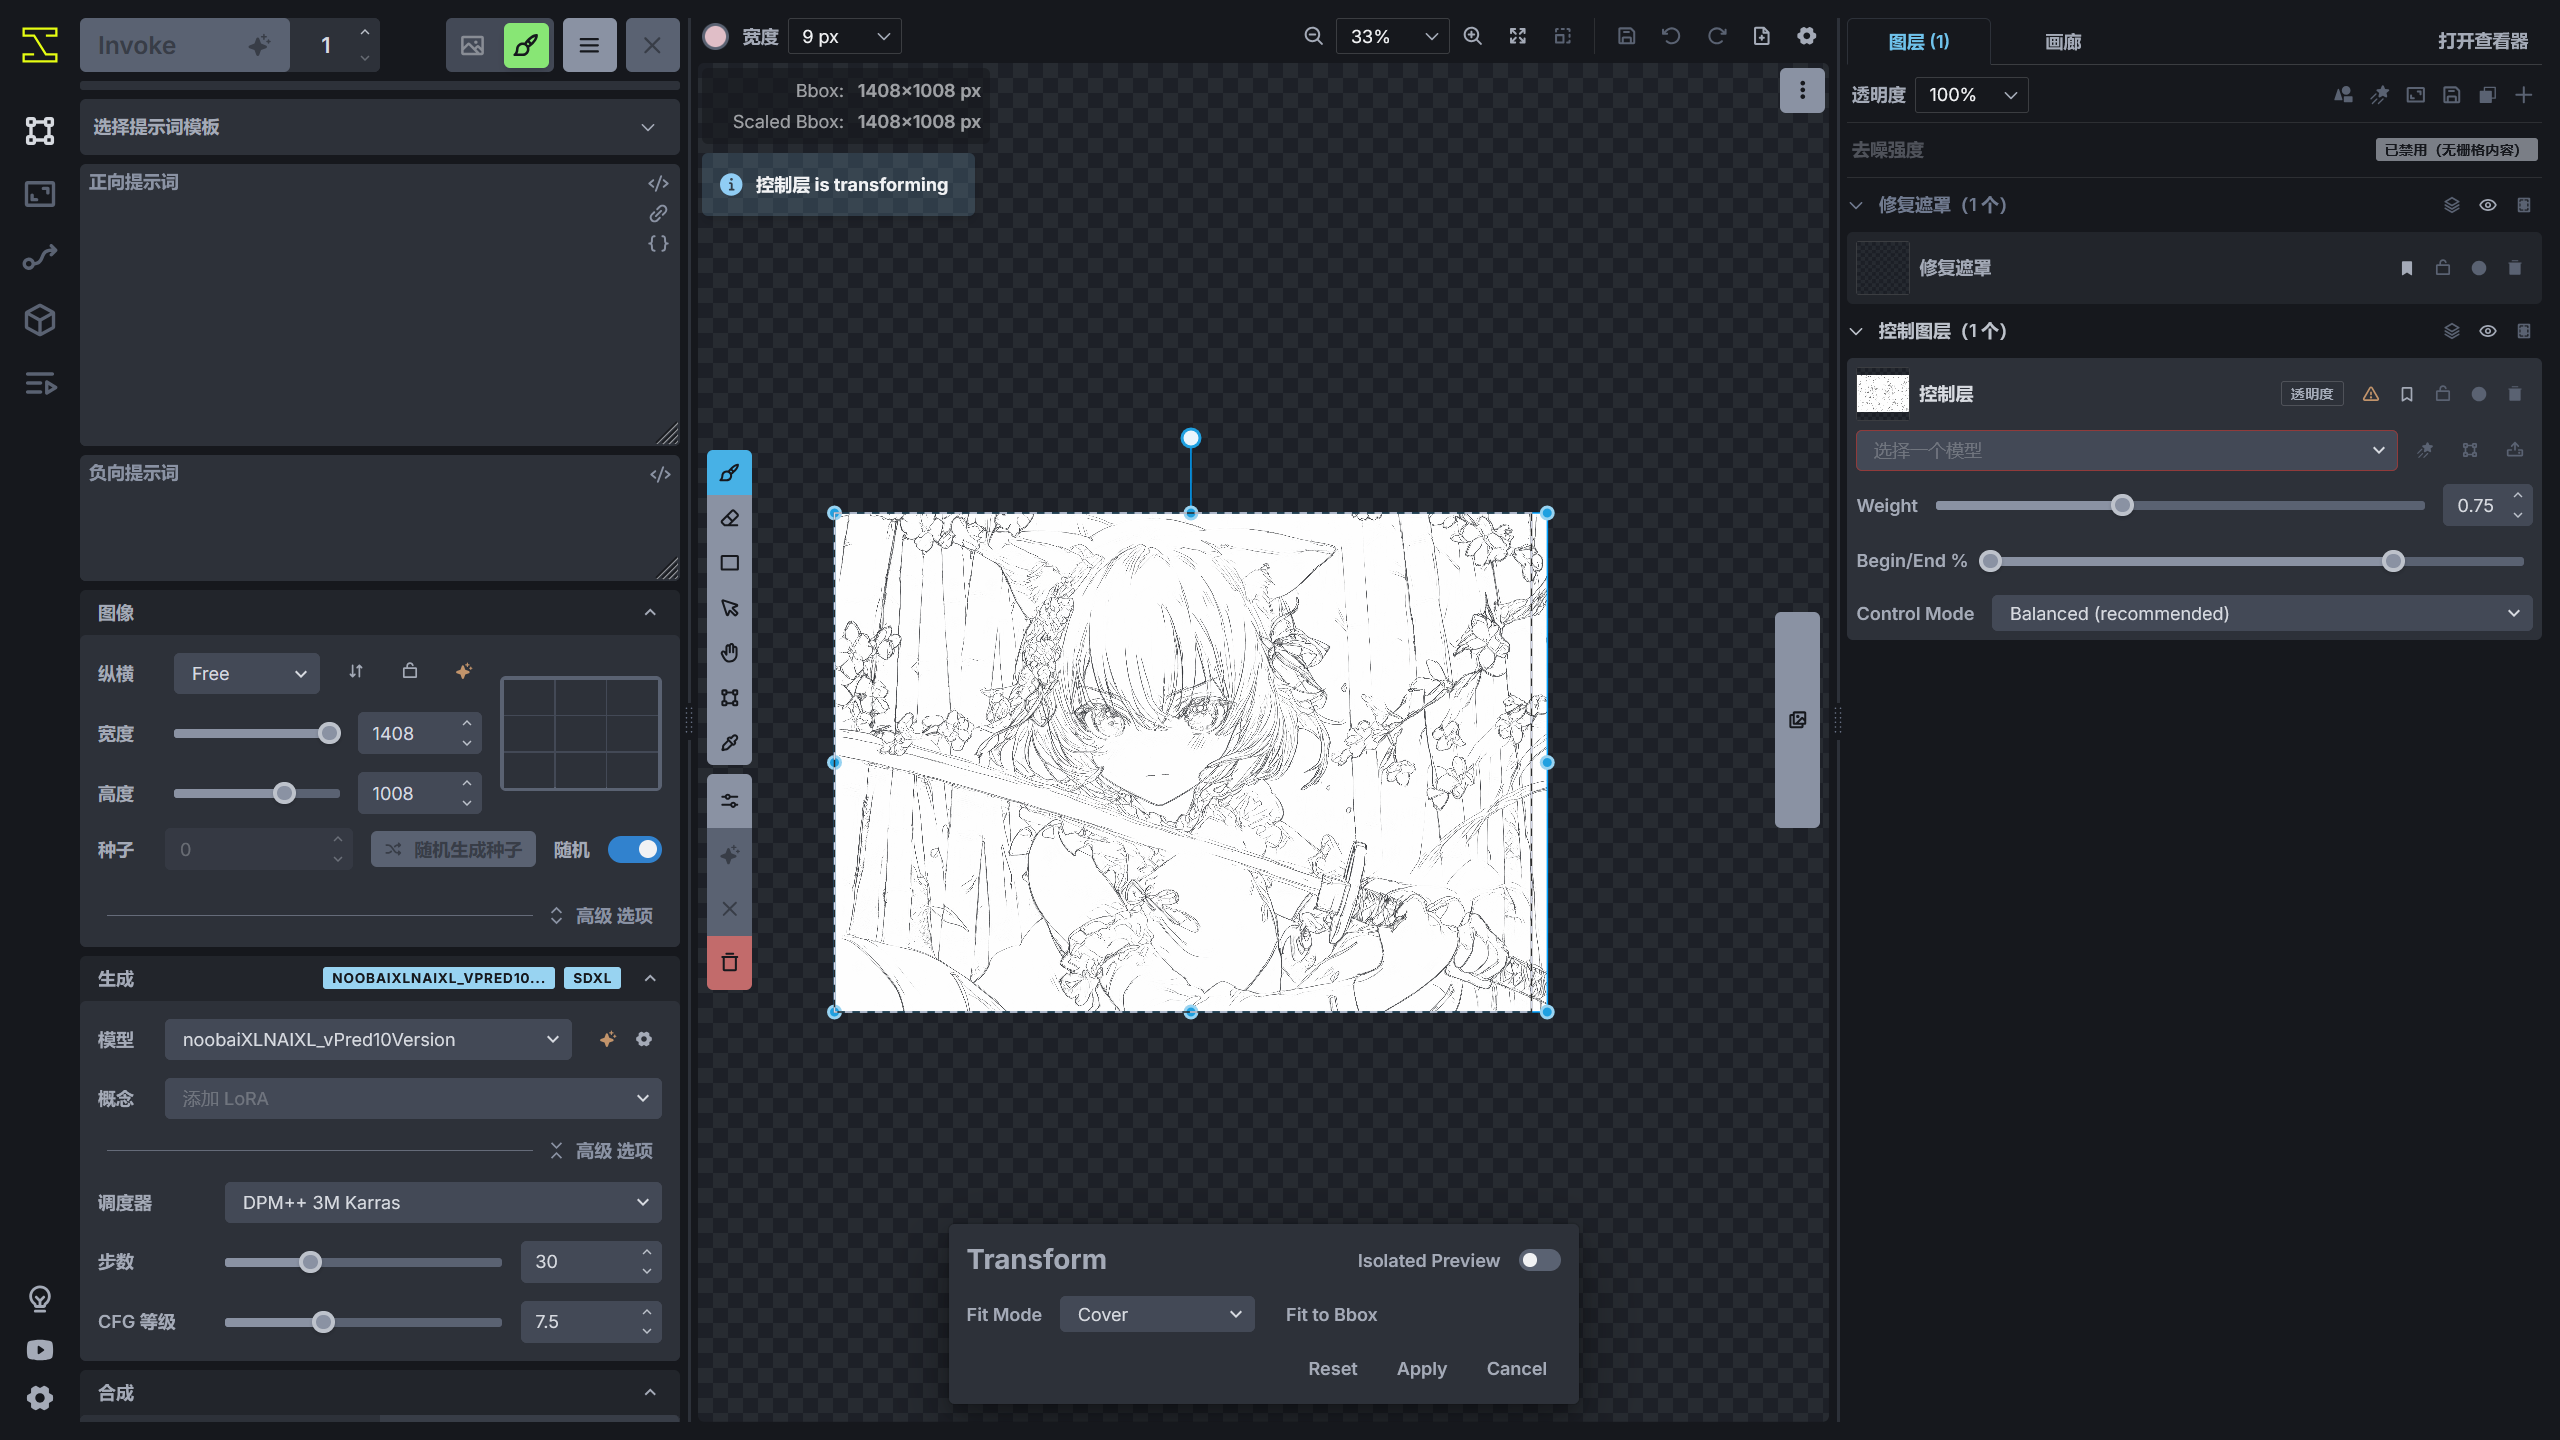 Invoke
1
选择提示词模板
正向提示词
负向提示词
图像
纵横
Free
宽度
1408
高度
1008
种子
0
随机生成种子
随机
高级 选项
生成
NOOBAIXLNAIXL_VPRED10...
SDXL
模型
noobaiXLNAIXL_vPred10Version
概念
添加 LoRA
高级 选项
调度器
DPM++ 3M Karras
步数
30
CFG 等级
7.5
合成
宽度
9 px
33%
Bbox: 1408×1008 px
Scaled Bbox: 1408×1008 px
控制层 is transforming
Transform
Isolated Preview
Fit Mode
Cover
Fit to Bbox
Reset
Apply
Cancel
图层 (1)
画廊
打开查看器
透明度
100%
去噪强度
已禁用（无栅格内容）
修复遮罩（1 个）
修复遮罩
控制图层（1 个）
控制层
透明度
选择一个模型
Weight
0.75
Begin/End %
Control Mode
Balanced (recommended)